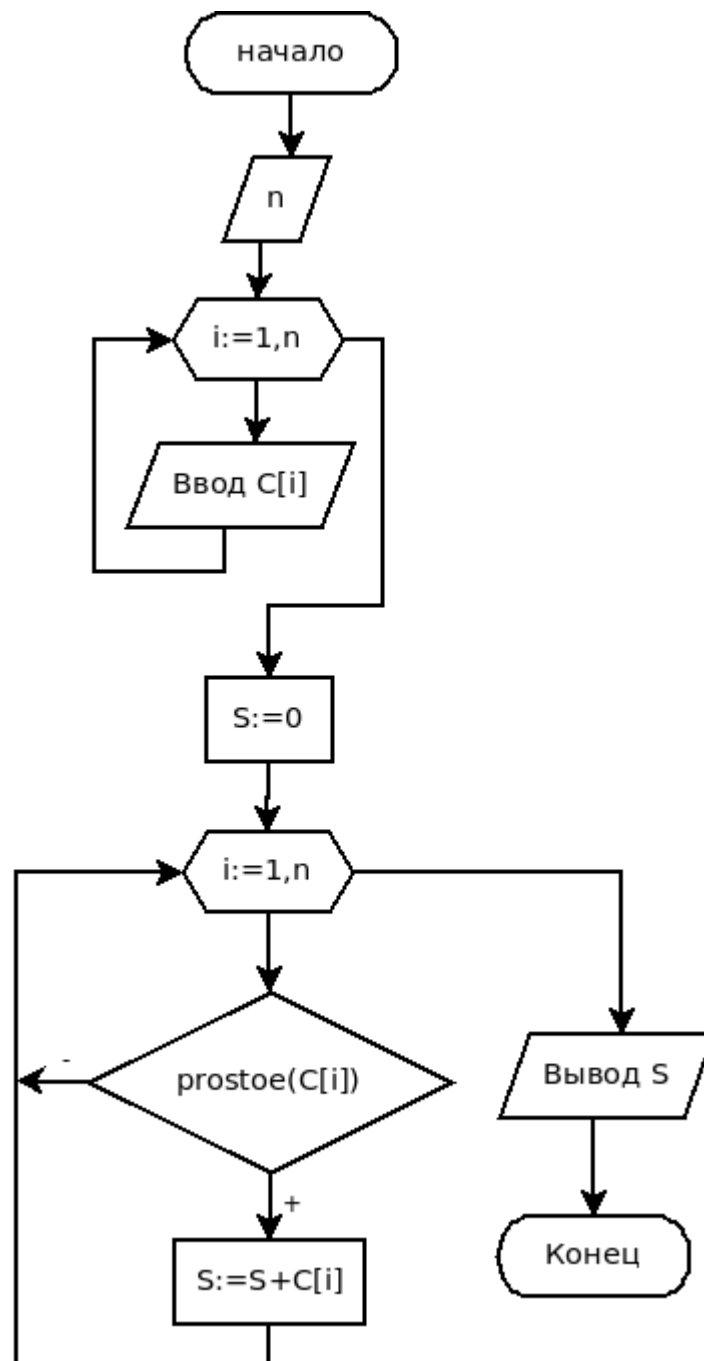 начало
n
i:=1,n
Ввод C[i]
S:=0
i:=1,n
prostoe(C[i])
-
+
S:=S+C[i]
Вывод S
Конец